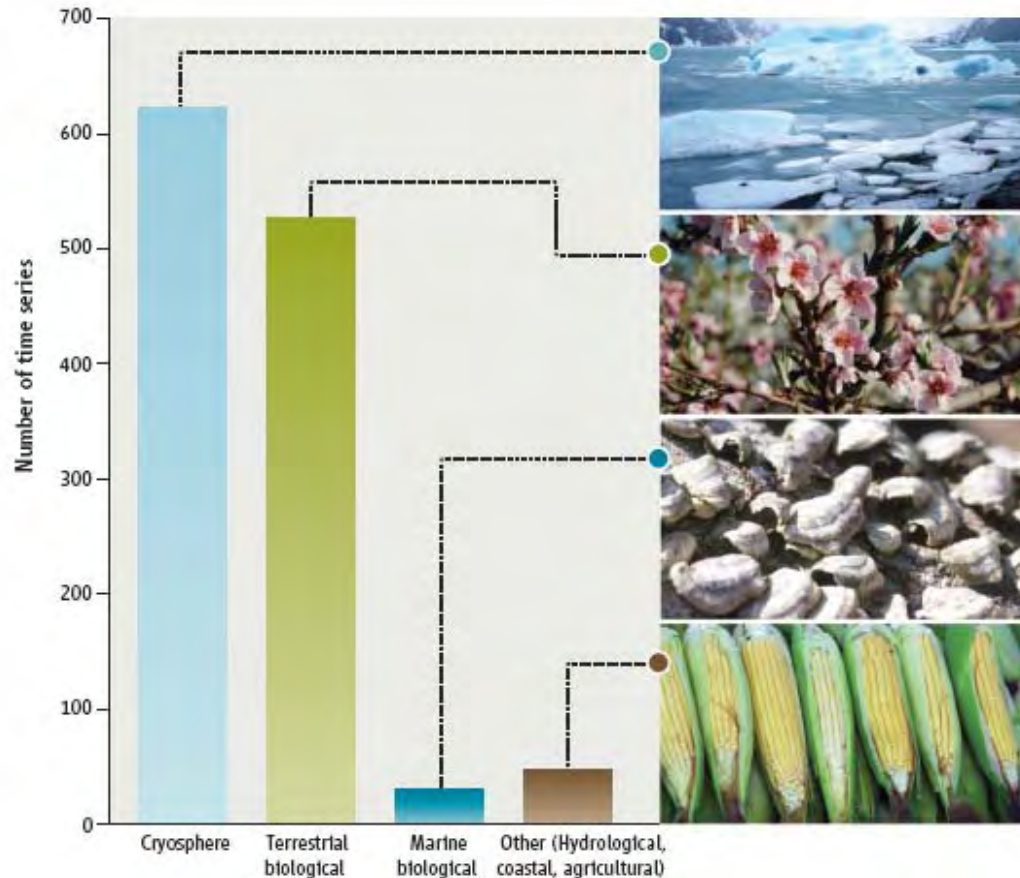 Number of time series
700
600
500
400
300
200
100
0
Cryosphere
Terrestrial
biological
Marine
biological
Other (Hydrological,
coastal, agricultural)